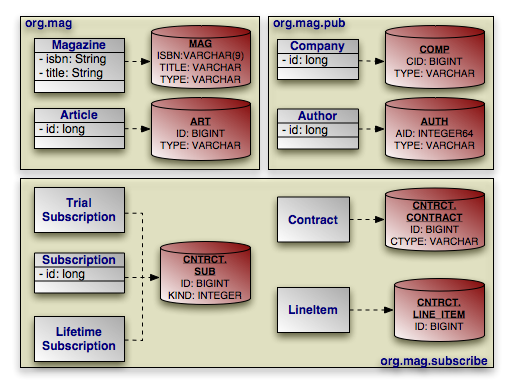 org.mag
Magazine
- isbn: String
- title: String
MAG
ISBN:VARCHAR(9)
TITLE: VARCHAR
TYPE: VARCHAR
Article
- id: long
ART
ID: BIGINT
TYPE: VARCHAR
org.mag.pub
Company
- id: long
COMP
CID: BIGINT
TYPE: VARCHAR
Author
- id: long
AUTH
AID: INTEGER64
TYPE: VARCHAR
Trial
Subscription
Subscription
- id: long
Lifetime
Subscription
CNTRCT.
SUB
ID: BIGINT
KIND: INTEGER
Contract
CNTRCT.
CONTRACT
ID: BIGINT
CTYPE: VARCHAR
LineItem
CNTRCT.
LINE_ITEM
ID: BIGINT
org.mag.subscribe